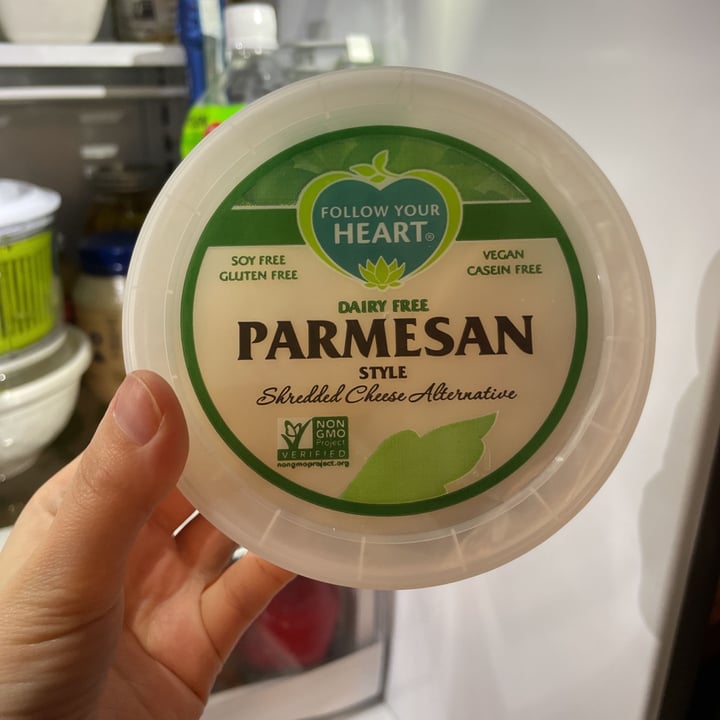 FOLLOW YOUR
HEART®
SOY FREE
GLUTEN FREE
VEGAN
CASEIN FREE
DAIRY FREE
PARMESAN
STYLE
Shredded Cheese Alternative
NON
GMO
Project
VERIFIED
nongmoproject.org